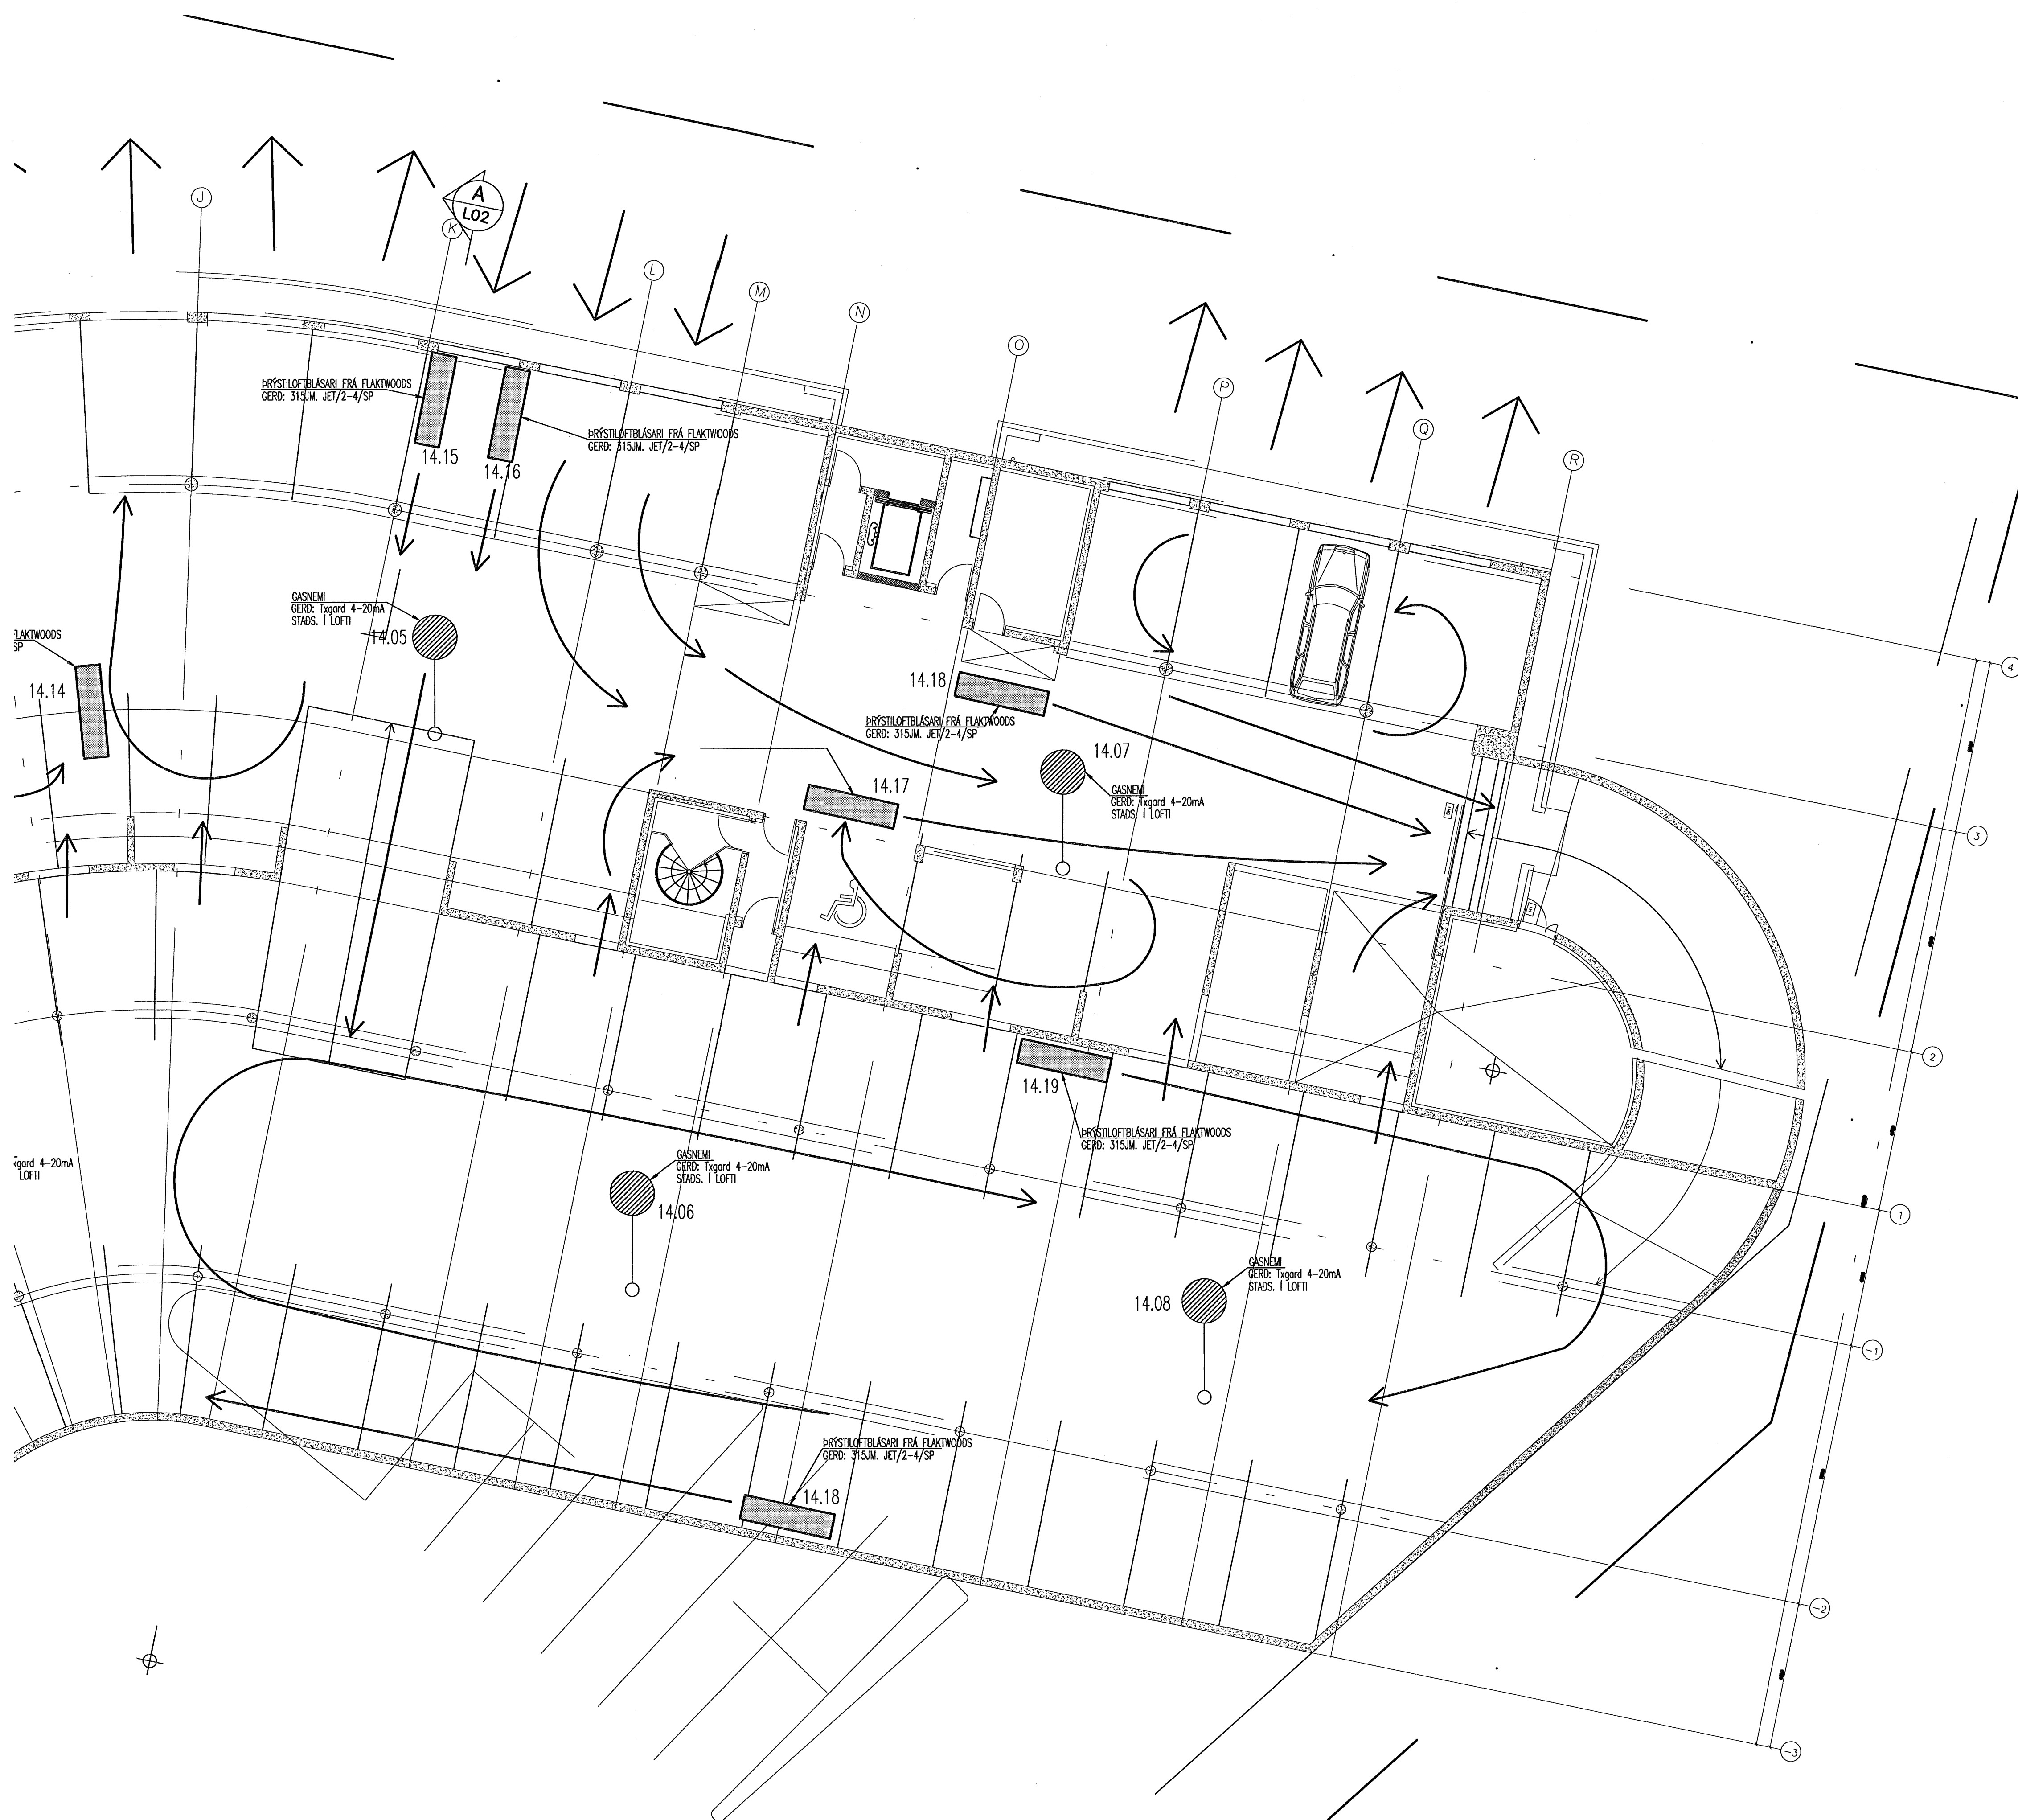 J
A
L02
K
L
M
N
O
P
Q
R
ÞRÝSTILOFTBLÁSARI FRÁ FLAKTWOODS
GERD: 315JM. JET/2-4/SP
14.15
ÞRÝSTILOFTBLÁSARI FRÁ FLAKTWOODS
GERD: 315JM. JET/2-4/SP
14.16
GASNEMI
GERD: Txgard 4-20mA
STADS. Í LOFTI
14.05
FLAKTWOODS
SP
14.14
14.18
ÞRÝSTILOFTBLÁSARI FRÁ FLAKTWOODS
GERD: 315JM. JET/2-4/SP
14.07
GASNEMI
GERD: Txgard 4-20mA
STADS. Í LOFTI
14.17
4
3
2
1
-1
-2
-3
14.19
ÞRÝSTILOFTBLÁSARI FRÁ FLAKTWOODS
GERD: 315JM. JET/2-4/SP
xgard 4-20mA
LOFTI
GASNEMI
GERD: Txgard 4-20mA
STADS. Í LOFTI
14.06
GASNEMI
GERD: Txgard 4-20mA
STADS. Í LOFTI
14.08
ÞRÝSTILOFTBLÁSARI FRÁ FLAKTWOODS
GERD: 315JM. JET/2-4/SP
14.18